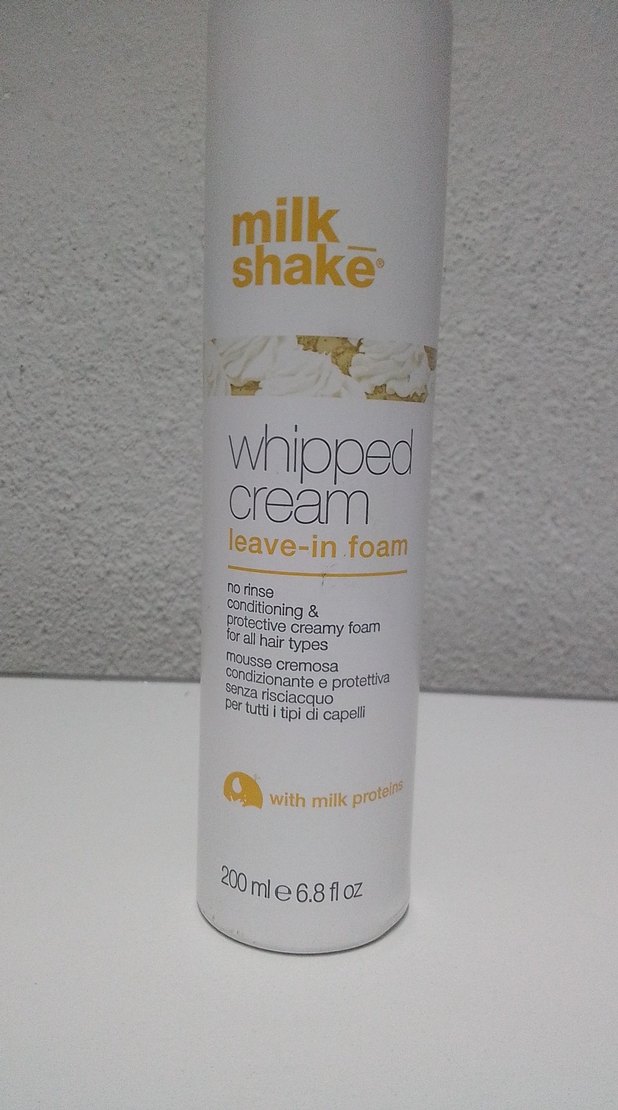 milk_
shake®
whipped
cream
leave-in foam
no rinse
conditioning &
protective creamy foam
for all hair types
mousse cremosa
condizionante e protettiva
senza risciacquo
per tutti i tipi di capelli
with milk proteins
200 ml ℮ 6.8 fl oz